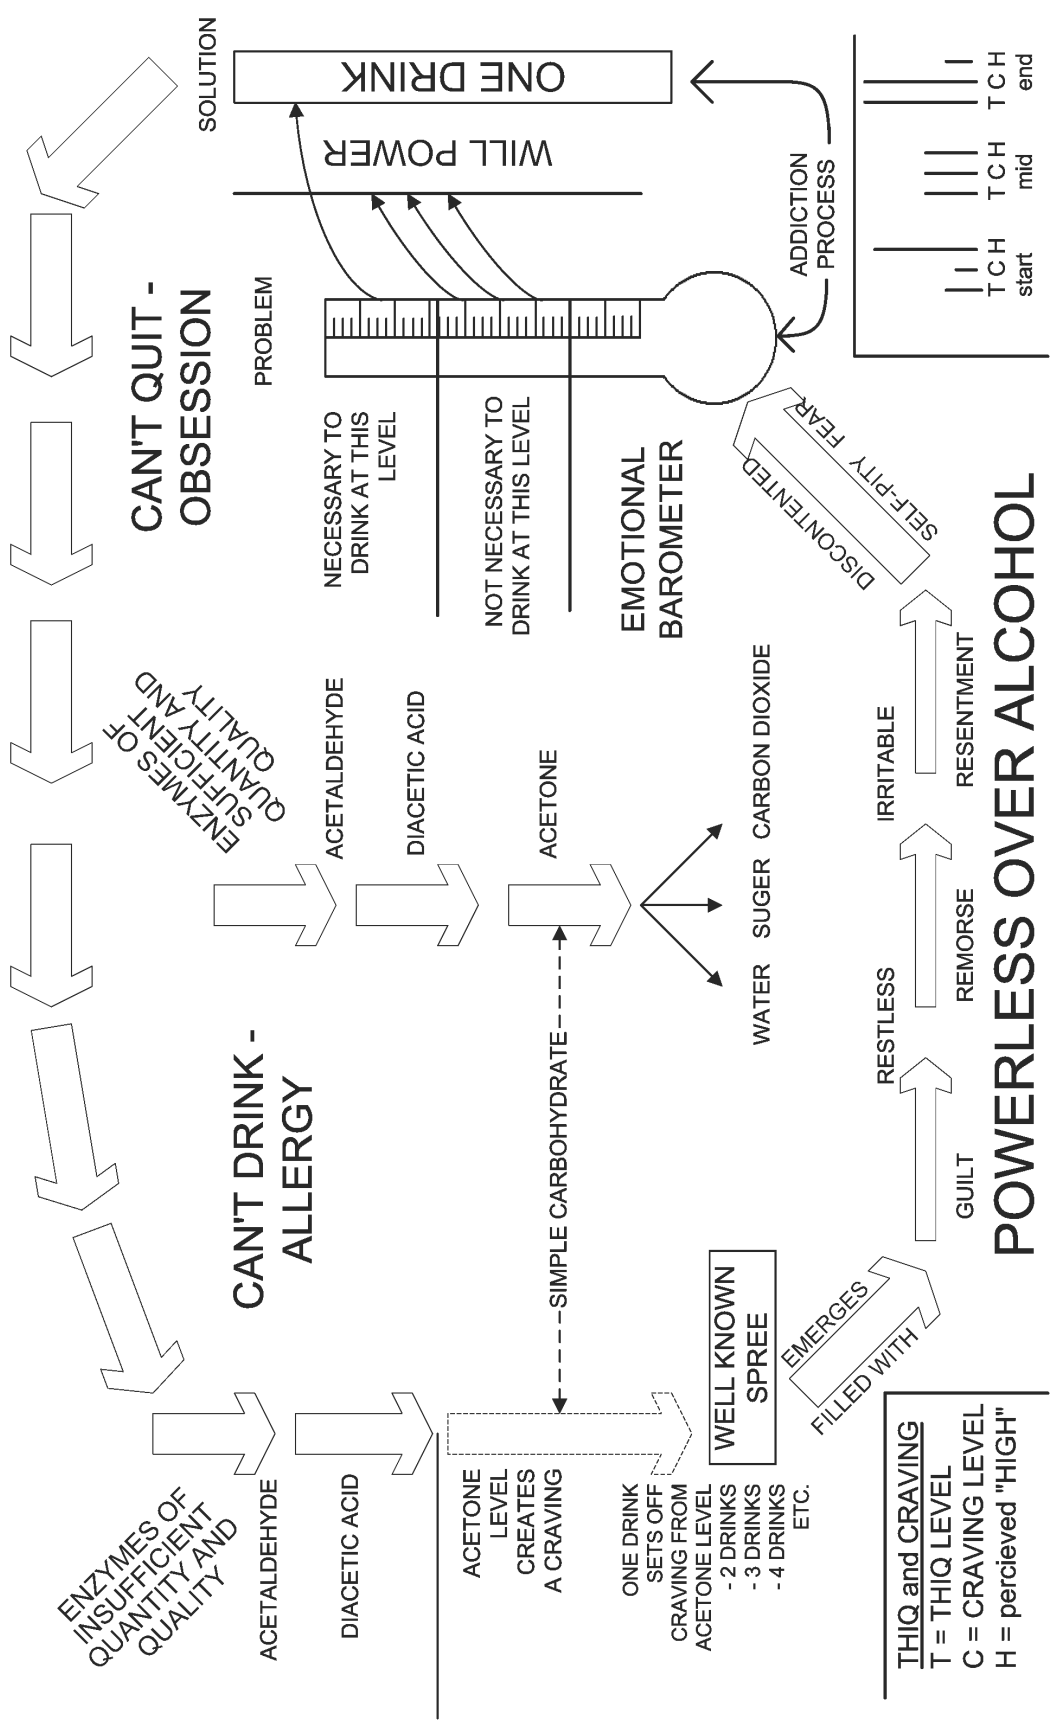 ENZYMES OF
INSUFFICIENT
QUANTITY AND
QUALITY
ACETALDEHYDE
DIACETIC ACID
ACETONE
LEVEL
CREATES
A CRAVING
ONE DRINK
SETS OFF
CRAVING FROM
ACETONE LEVEL
- 2 DRINKS
- 3 DRINKS
- 4 DRINKS
ETC.
WELL KNOWN
SPREE
CAN'T DRINK -
ALLERGY
SIMPLE CARBOHYDRATE
ENZYMES OF
SUFFICIENT
QUANTITY AND
QUALITY
ACETALDEHYDE
DIACETIC ACID
ACETONE
WATER
SUGER
CARBON DIOXIDE
CAN'T QUIT -
OBSESSION
PROBLEM
SOLUTION
NECESSARY TO
DRINK AT THIS
LEVEL
NOT NECESSARY TO
DRINK AT THIS LEVEL
EMOTIONAL
BAROMETER
WILL POWER
ONE DRINK
ADDICTION
PROCESS
EMERGES
FILLED WITH
RESTLESS
IRRITABLE
DISCONTENTED
GUILT
REMORSE
RESENTMENT
SELF-PITY FEAR
POWERLESS OVER ALCOHOL
THIQ and CRAVING
T = THIQ LEVEL
C = CRAVING LEVEL
H = percieved "HIGH"
T C H
start
T C H
mid
T C H
end